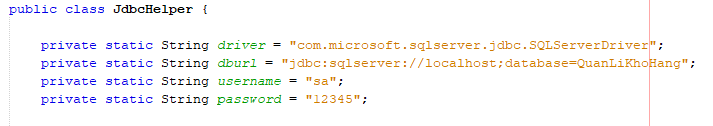 public class JdbcHelper {
private static String driver = "com.microsoft.sqlserver.jdbc.SQLServerDriver";
private static String dburl = "jdbc:sqlserver://localhost;database=QuanLiKhoHang";
private static String username = "sa";
private static String password = "12345";